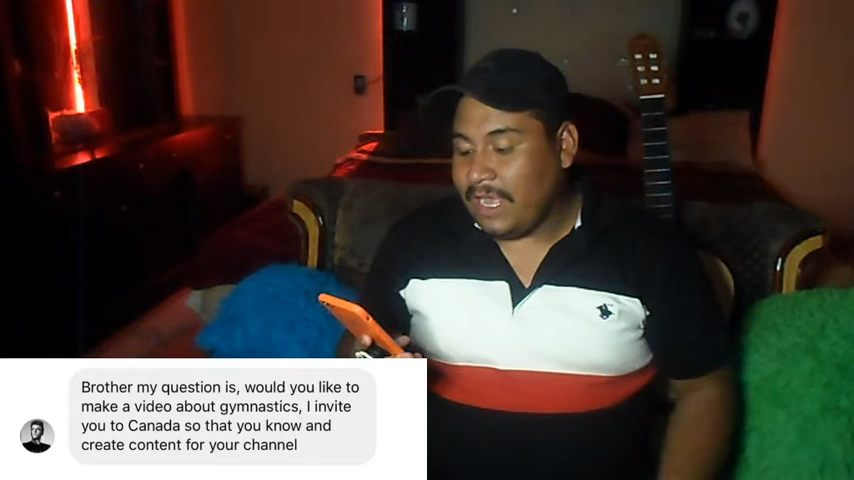 Brother my question is, would you like to
make a video about gymnastics, I invite
you to Canada so that you know and
create content for your channel